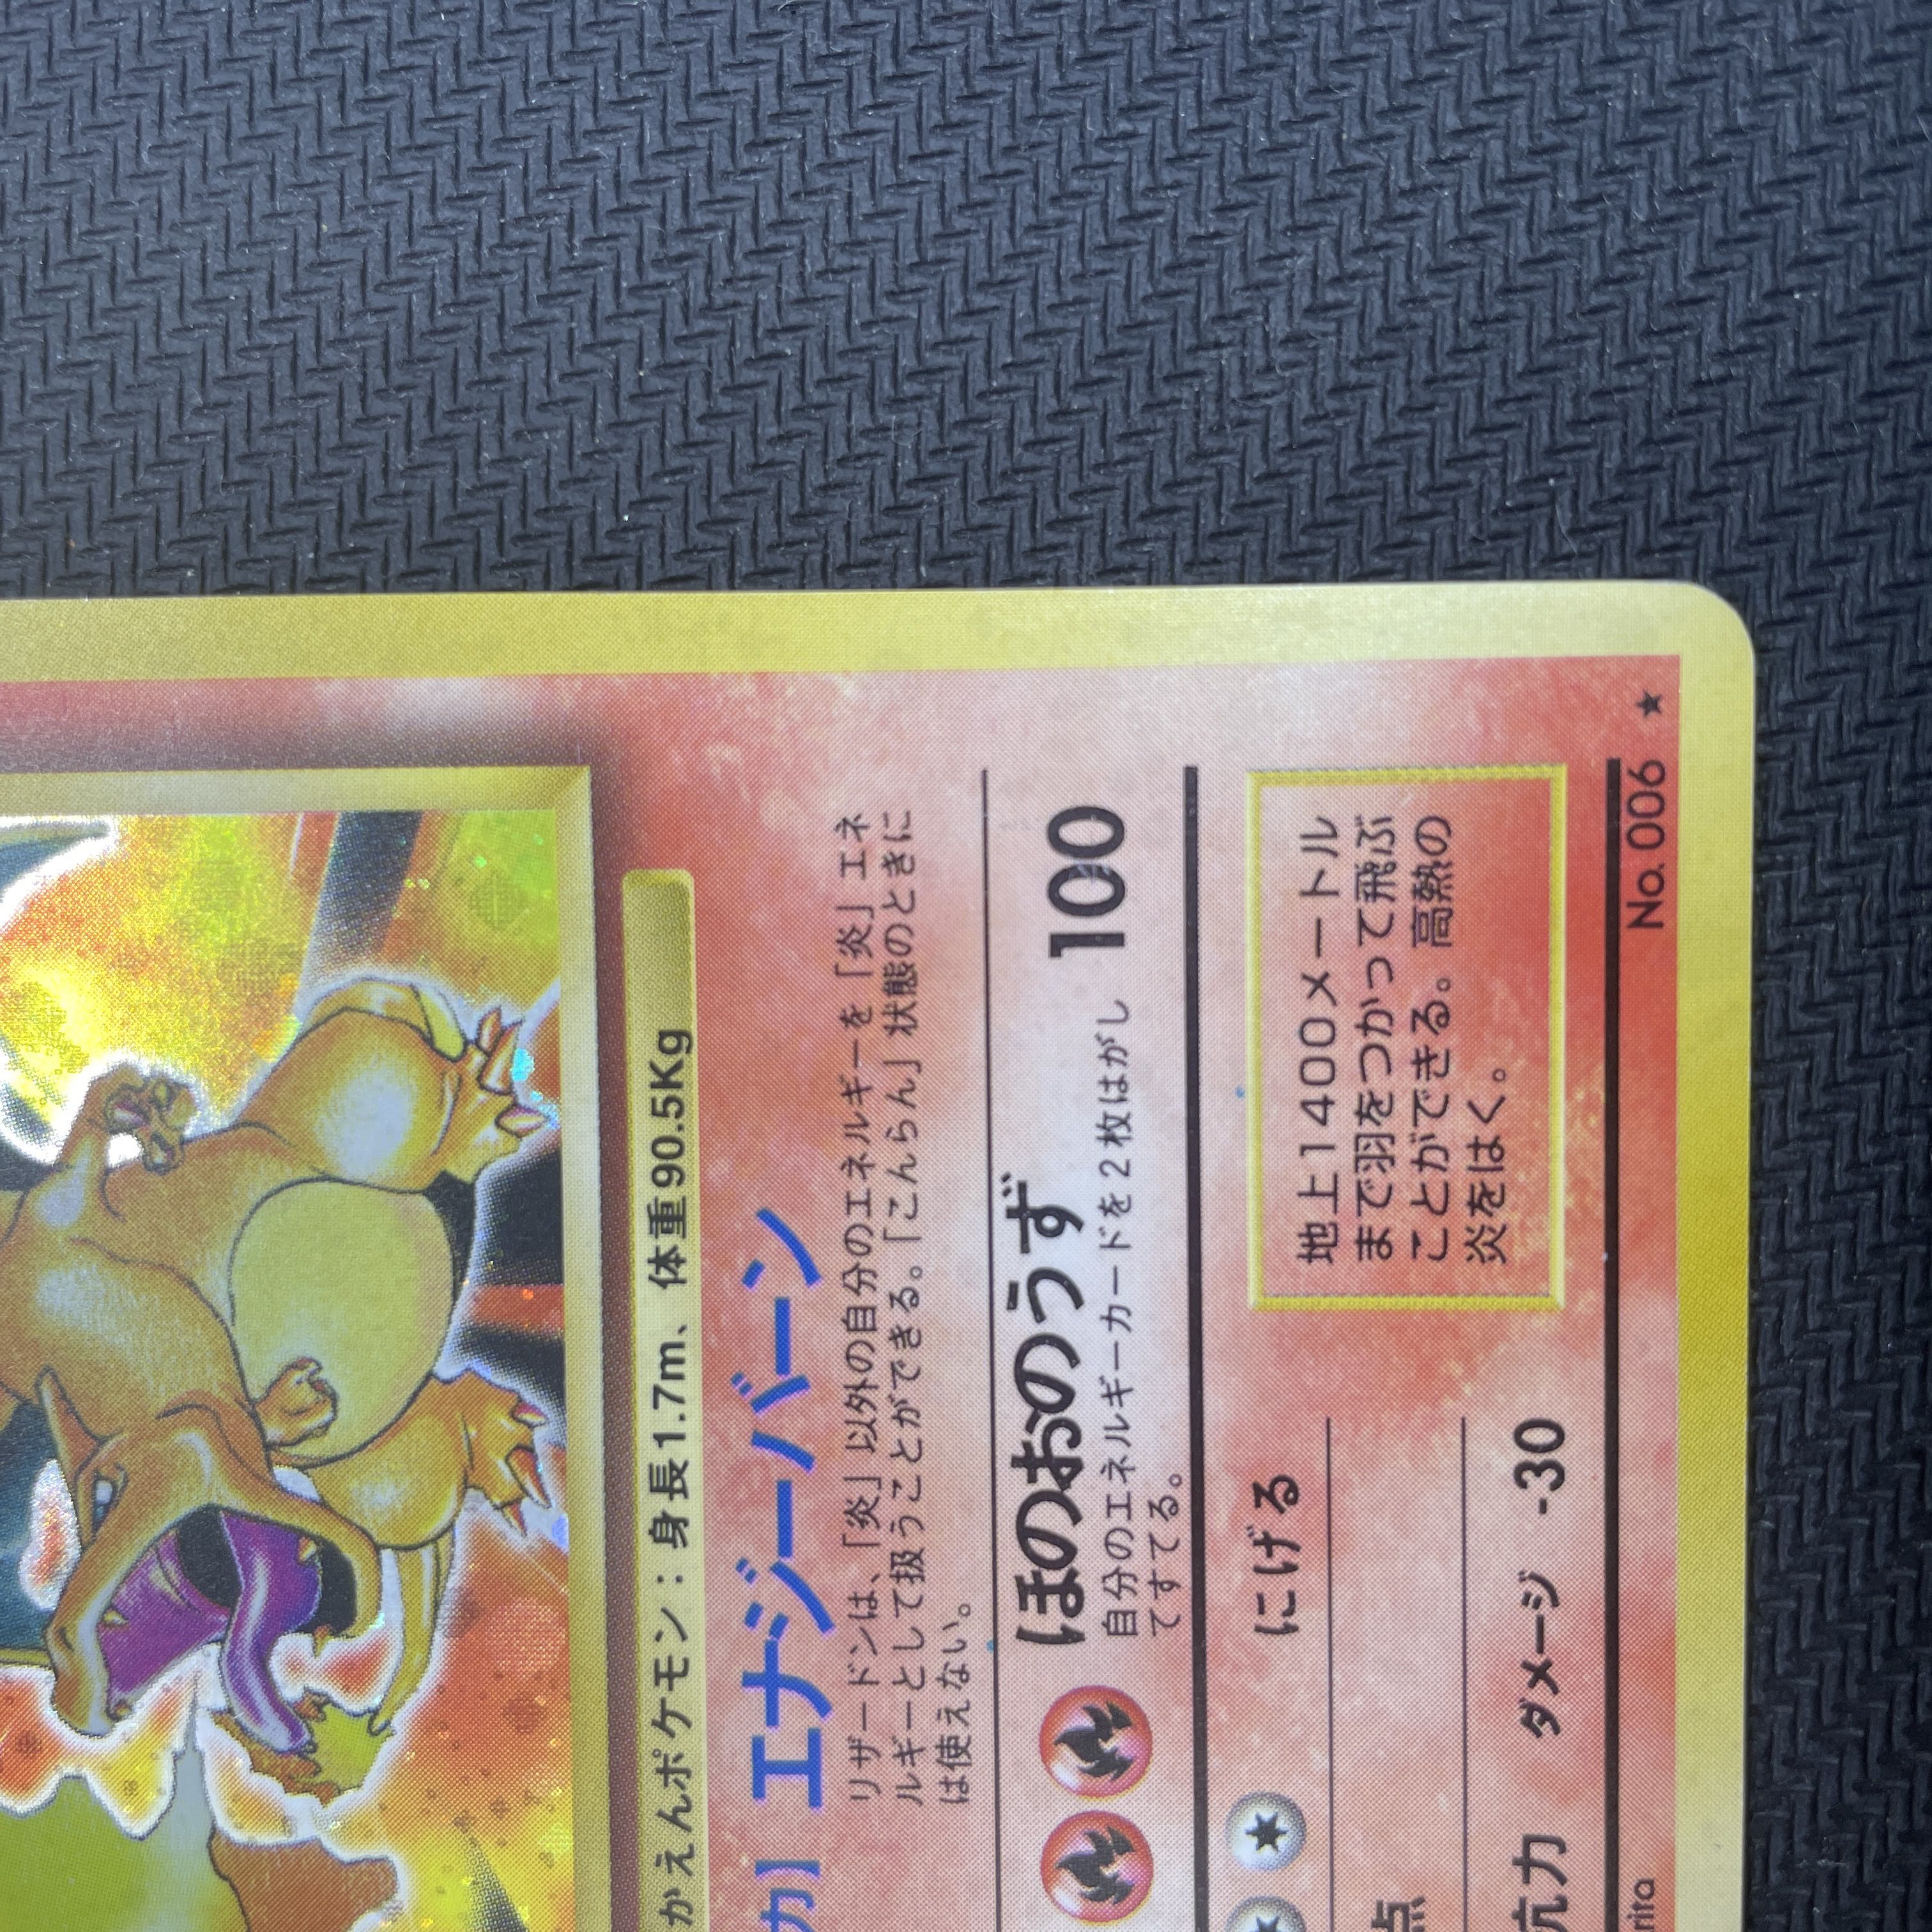 かえんポケモン：身長1.7m、体重90.5Kg
カ］ エナジーバーン
リザードンは、「炎」以外の自分のエネルギーを「炎」エネ
ルギーとして扱うことができる。「こんらん」状態のときに
は使えない。
ほのおのうず 100
自分のエネルギーカードを2枚はがし
てすてる。
にげる
点
抗力 ダメージ -30
地上1400メートル
まで羽をつかって飛ぶ
ことができる。高熱の
炎をはく。
rita
No.006 ★